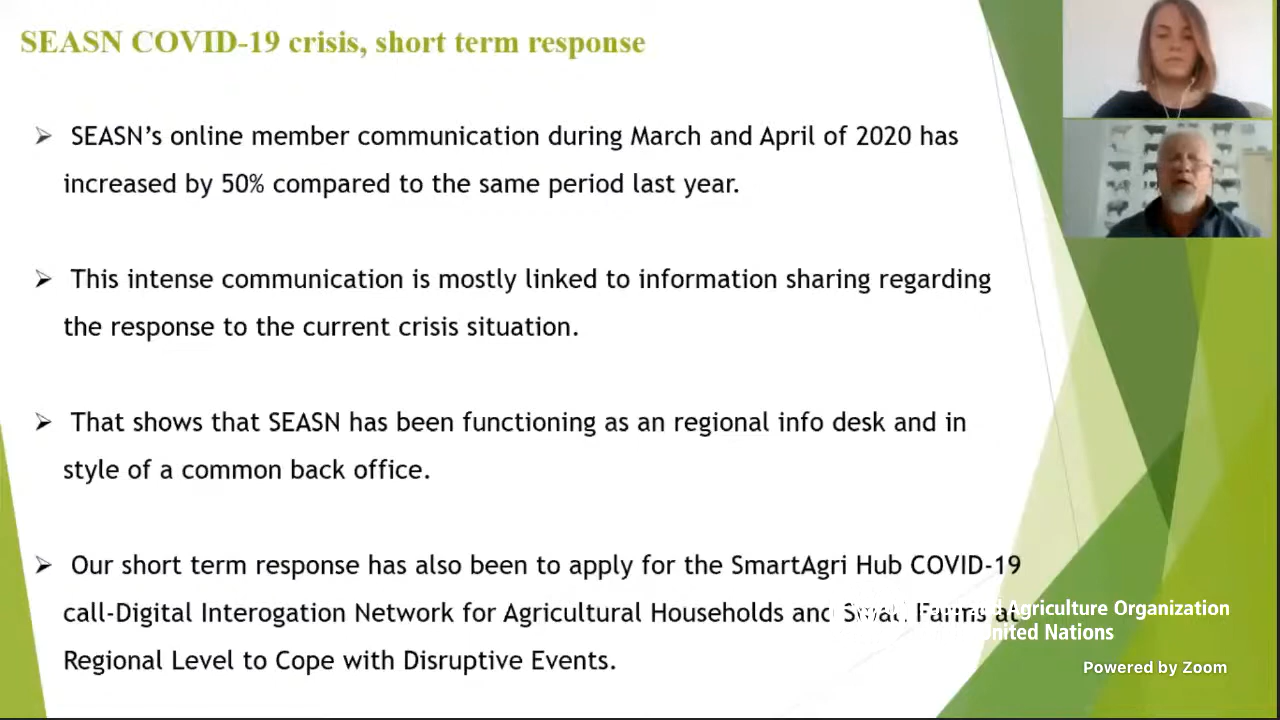 SEASN COVID-19 crisis, short term response
SEASN's online member communication during March and April of 2020 has
increased by 50% compared to the same period last year.
This intense communication is mostly linked to information sharing regarding
the response to the current crisis situation.
That shows that SEASN has been functioning as an regional info desk and in
style of a common back office.
Our short term response has also been to apply for the SmartAgri Hub COVID-19
call-Digital Interogation Network for Agricultural Households and Small Farms at
Regional Level to Cope with Disruptive Events.
Food and Agriculture Organization
United Nations
Powered by Zoom